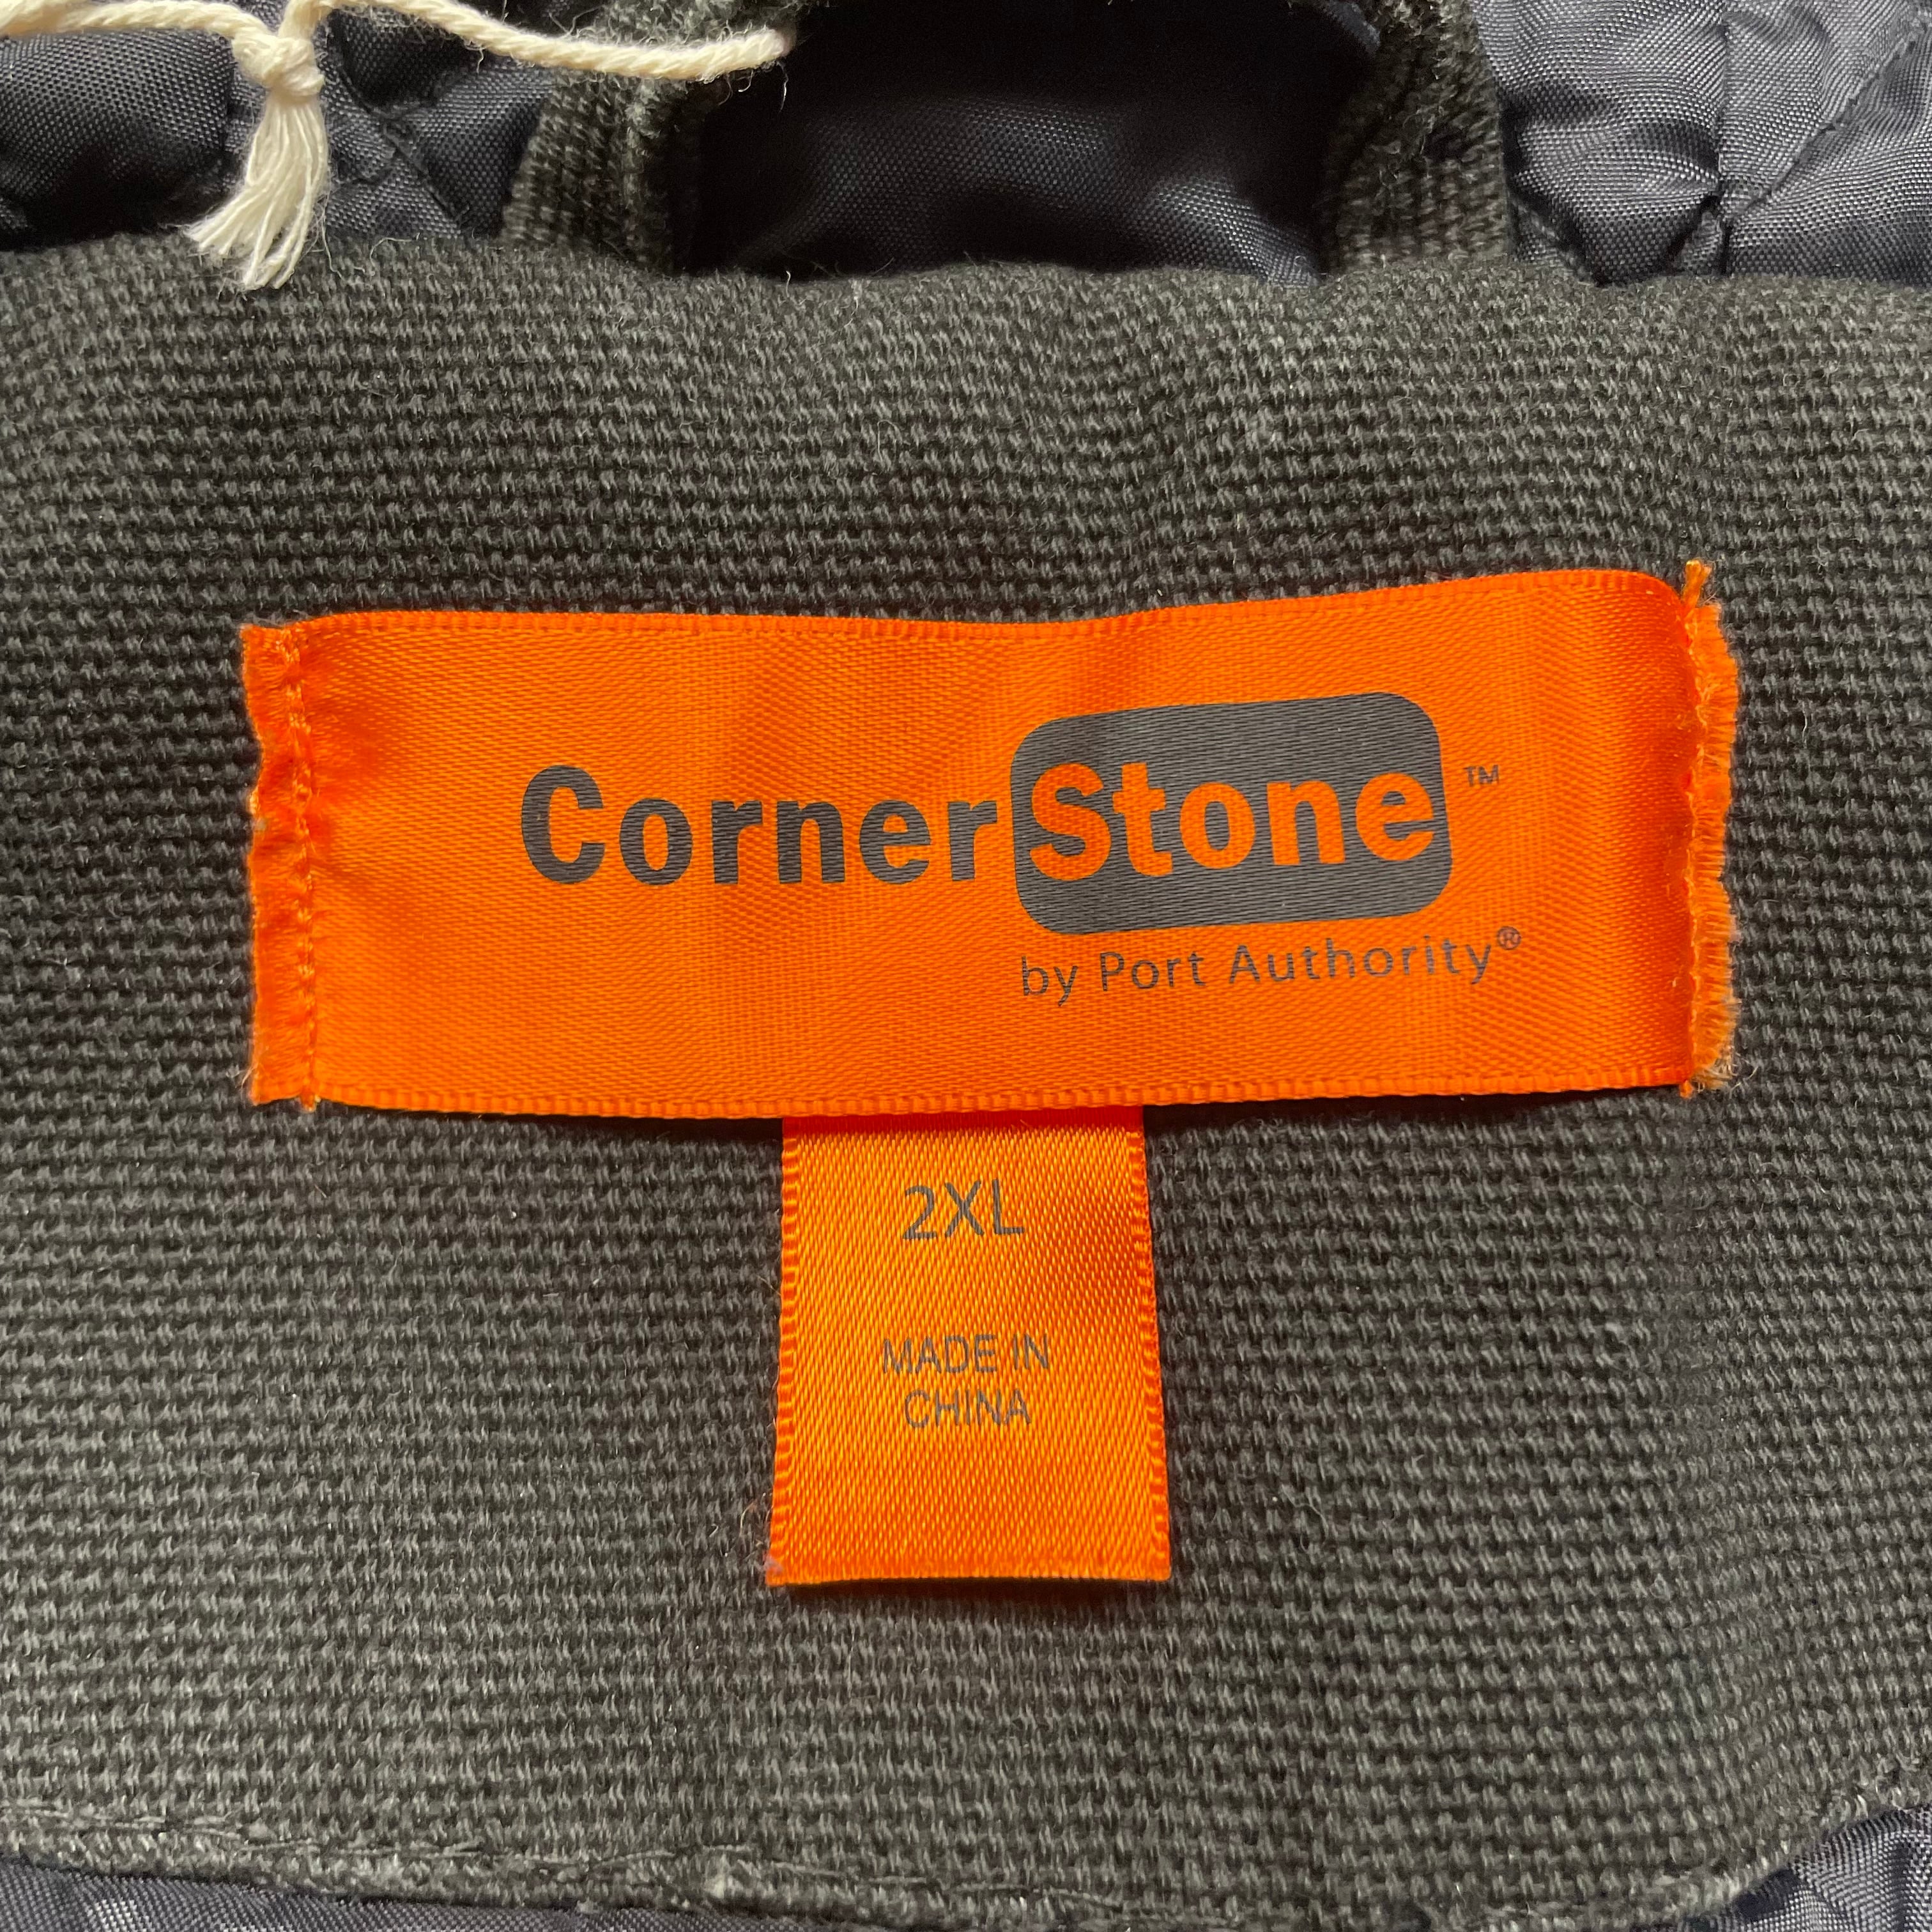 CornerStone™
by Port Authority®
2XL
MADE IN
CHINA